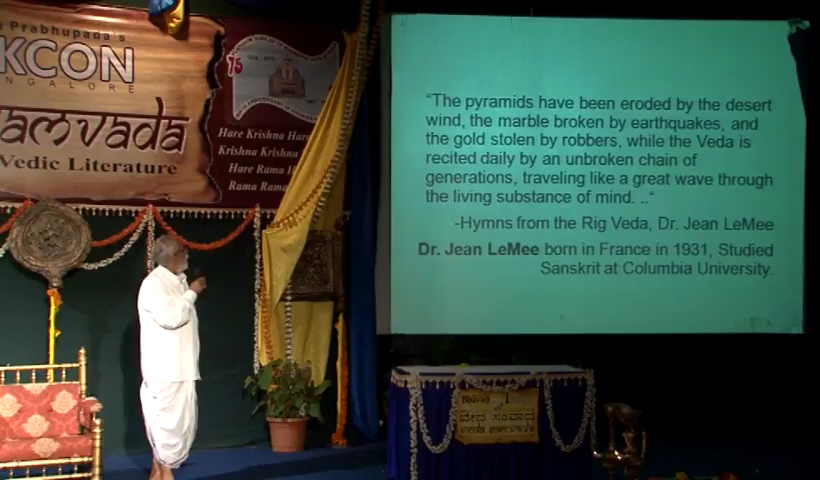 Prabhupada's
KCON
NGALORE
amvada
Vedic Literature
75
Hare Krishna Hare
Krishna Krishna
Hare Rama H
Rama Rama
“The pyramids have been eroded by the desert
wind, the marble broken by earthquakes, and
the gold stolen by robbers, while the Veda is
recited daily by an unbroken chain of
generations, traveling like a great wave through
the living substance of mind. ..“
-Hymns from the Rig Veda, Dr. Jean LeMee
Dr. Jean LeMee born in France in 1931, Studied
Sanskrit at Columbia University.
ವೇದ ಸಂವಾದ
veda samvada